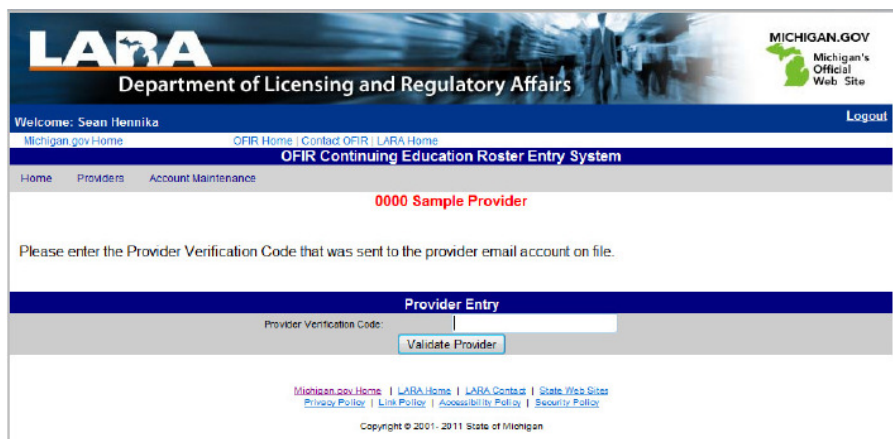 LARA
Department of Licensing and Regulatory Affairs
MICHIGAN.GOV
Michigan's
Official
Web Site
Welcome: Sean Hennika
Logout
Michigan.gov Home OFIR Home | Contact OFIR | LARA Home
OFIR Continuing Education Roster Entry System
Home Providers Account Maintenance
0000 Sample Provider
Please enter the Provider Verification Code that was sent to the provider email account on file.
Provider Entry
Provider Verification Code:
Validate Provider
Michigan.gov Home | LARA Home | LARA Contact | State Web Sites
Privacy Policy | Link Policy | Accessibility Policy | Security Policy
Copyright © 2001- 2011 State of Michigan